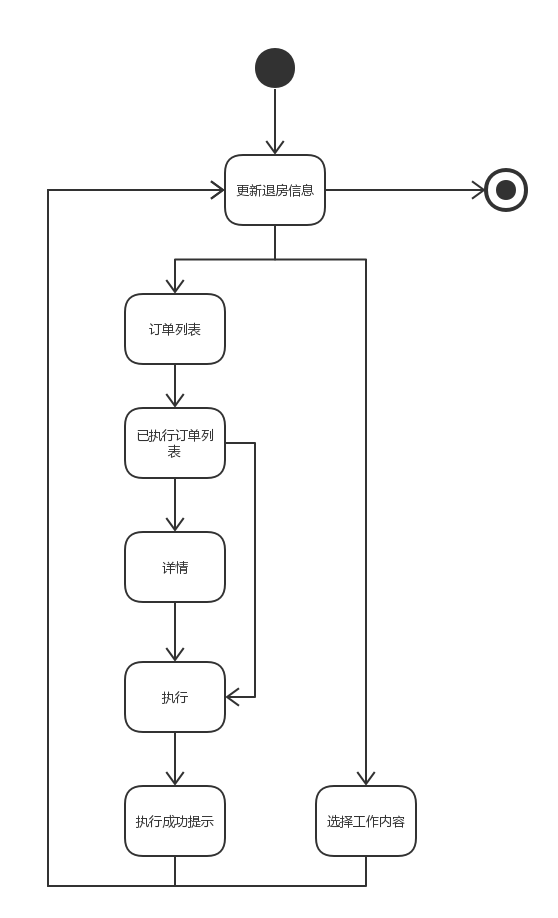 更新退房信息
订单列表
已执行订单列
表
详情
执行
执行成功提示
选择工作内容